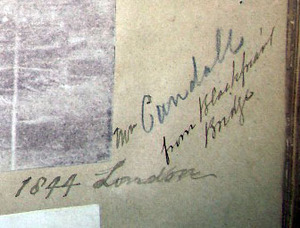 Mr Cundall
from Blackfriars
Bridge
1844 London